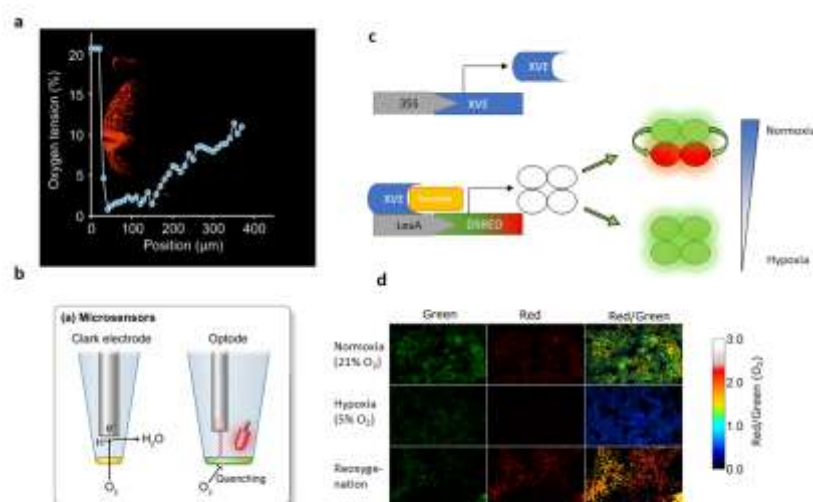 a
Oxygen tension (%)
20
15
10
5
0
0 100 200 300 400
Position (µm)
b
(a) Microsensors
Clark electrode
Optode
e⁻
H⁺
H₂O
O₂
Quenching
O₂
c
XVE
35S
XVE
XVE
LexA
DSRED
Normoxia
Hypoxia
d
Green
Red
Red/Green
Normoxia
(21% O₂)
Hypoxia
(5% O₂)
Reoxyge-
nation
3.0
2.0
1.0
0.0
Red/Green (O₂)